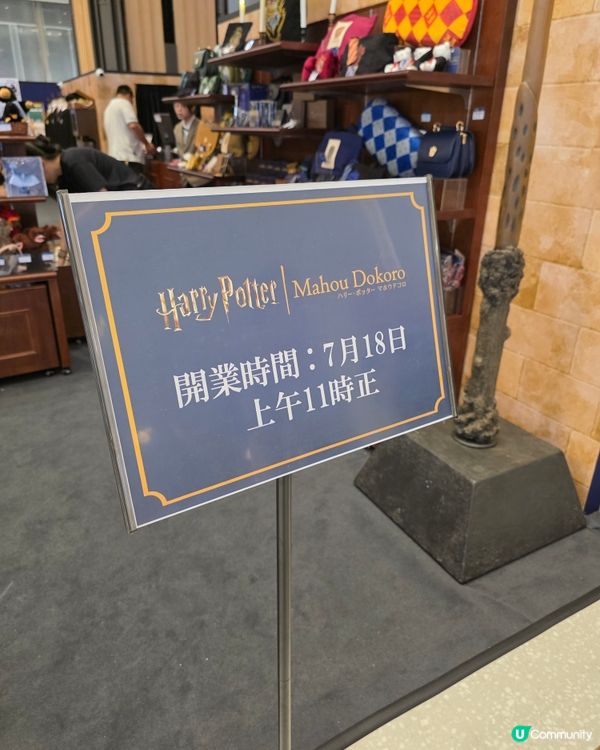 Harry Potter | Mahou Dokoro
ハリー・ポッター マホウドコロ
開業時間：7月18日
上午11時正
U Community